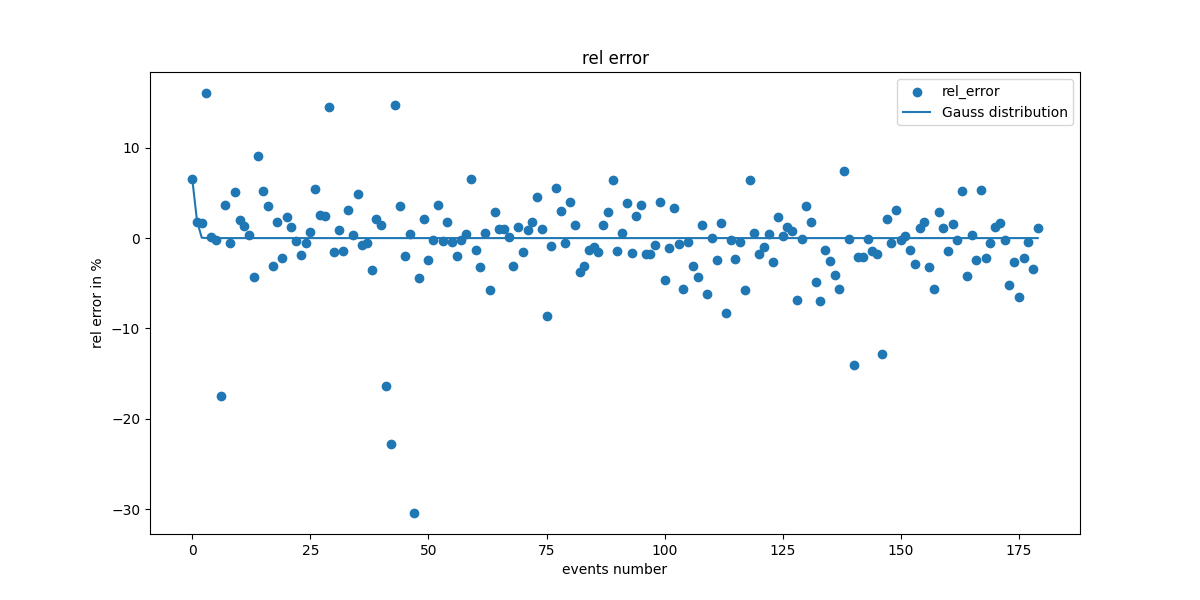 rel error
rel_error
Gauss distribution
10
0
−10
−20
−30
rel error in %
0
25
50
75
100
125
150
175
events number